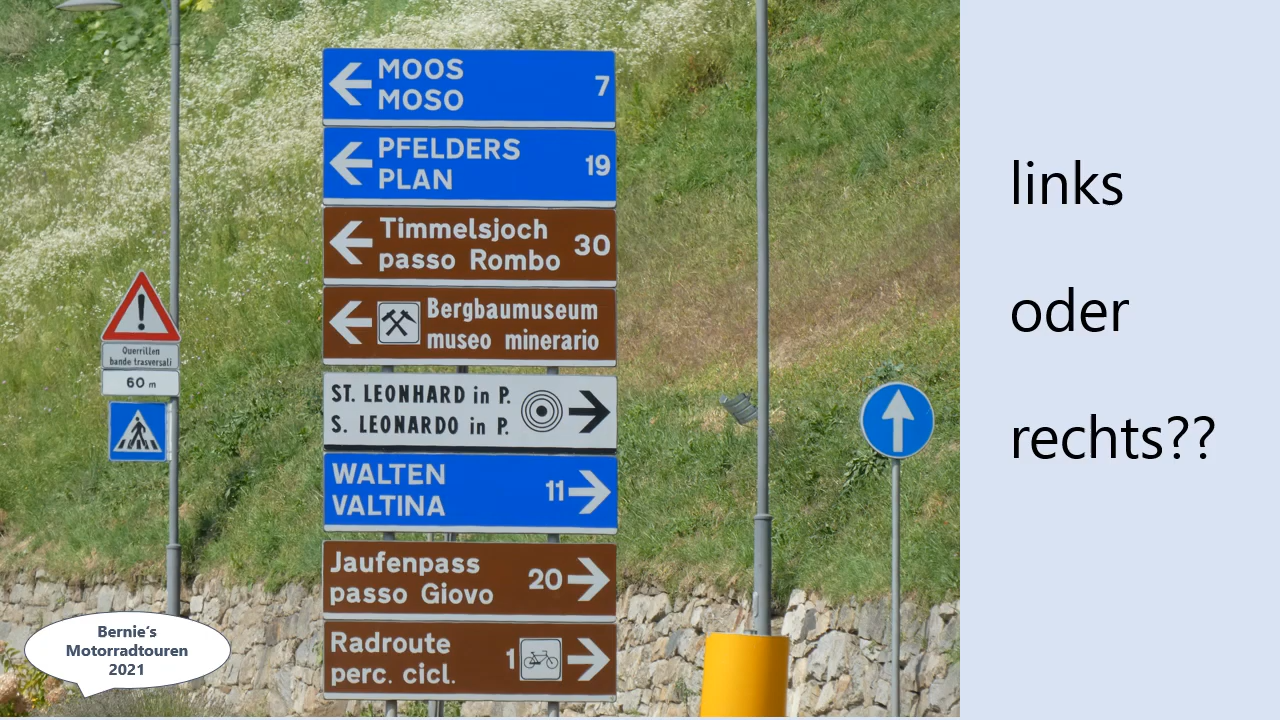 MOOS
MOSO
7
PFELDERS
PLAN
19
Timmelsjoch
passo Rombo
30
Bergbaumuseum
museo minerario
ST. LEONHARD in P.
S. LEONARDO in P.
WALTEN
VALTINA
11
Jaufenpass
passo Giovo
20
Radroute
perc. cicl.
1
Querrillen
bande trasversali
60 m
Bernie‘s
Motorradtouren
2021
links
oder
rechts??